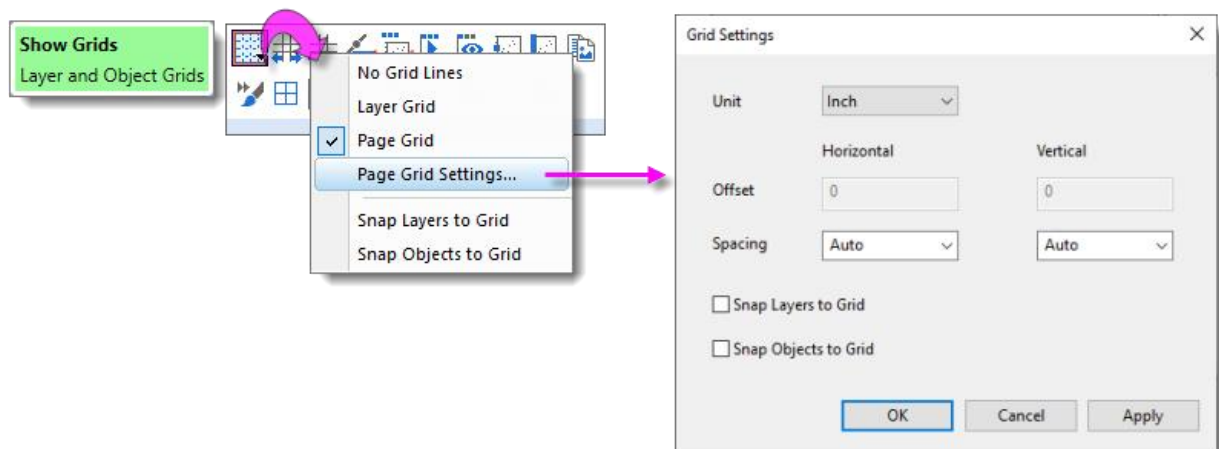 Show Grids
Layer and Object Grids
No Grid Lines
Layer Grid
Page Grid
Page Grid Settings...
Snap Layers to Grid
Snap Objects to Grid
Grid Settings
Unit Inch
Horizontal Vertical
Offset 0 0
Spacing Auto Auto
Snap Layers to Grid
Snap Objects to Grid
OK Cancel Apply